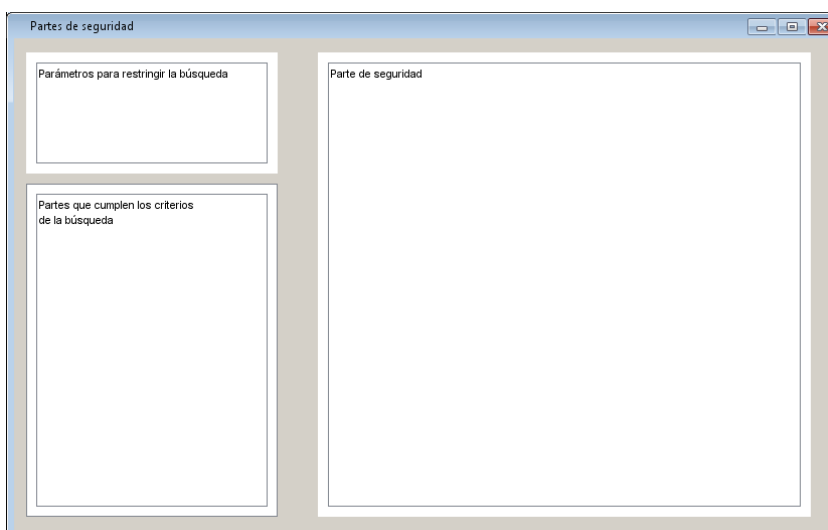 Partes de seguridad
Parámetros para restringir la búsqueda
Partes que cumplen los criterios
de la búsqueda
Parte de seguridad